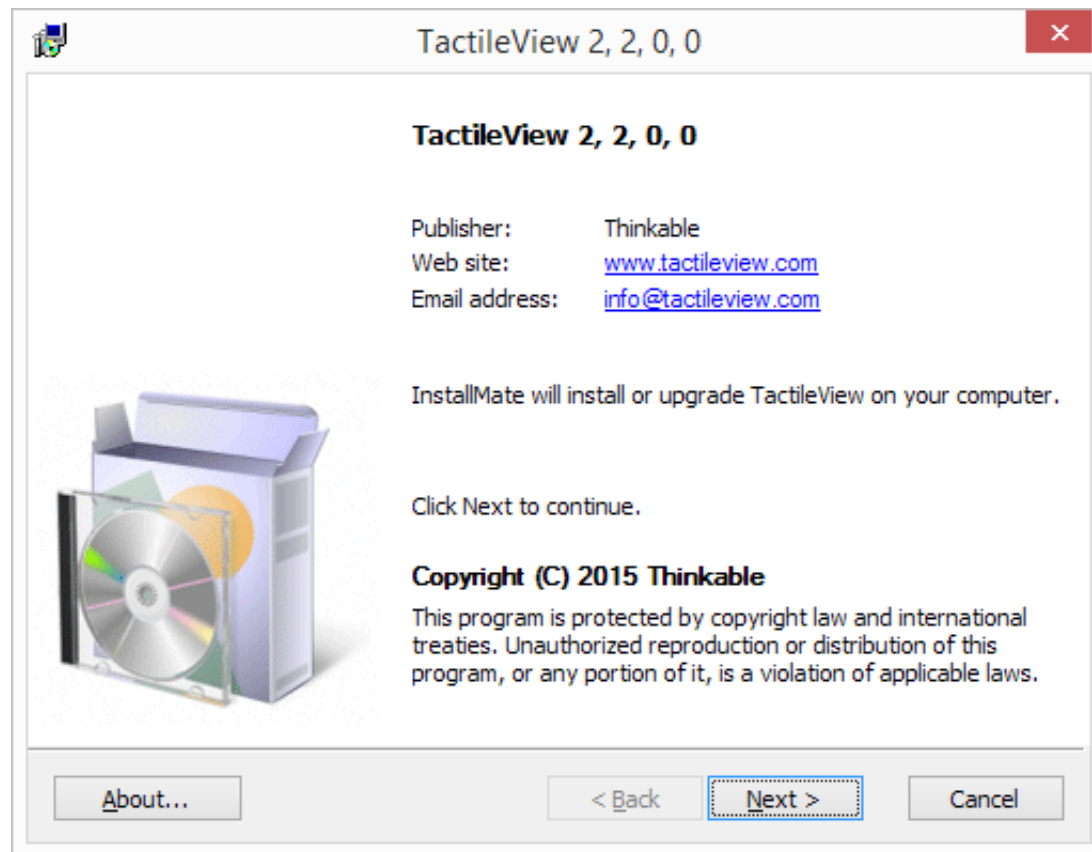 TactileView 2, 2, 0, 0
TactileView 2, 2, 0, 0
Publisher: Thinkable
Web site: www.tactileview.com
Email address: info@tactileview.com
InstallMate will install or upgrade TactileView on your computer.
Click Next to continue.
Copyright (C) 2015 Thinkable
This program is protected by copyright law and international
treaties. Unauthorized reproduction or distribution of this
program, or any portion of it, is a violation of applicable laws.
About... < Back Next > Cancel